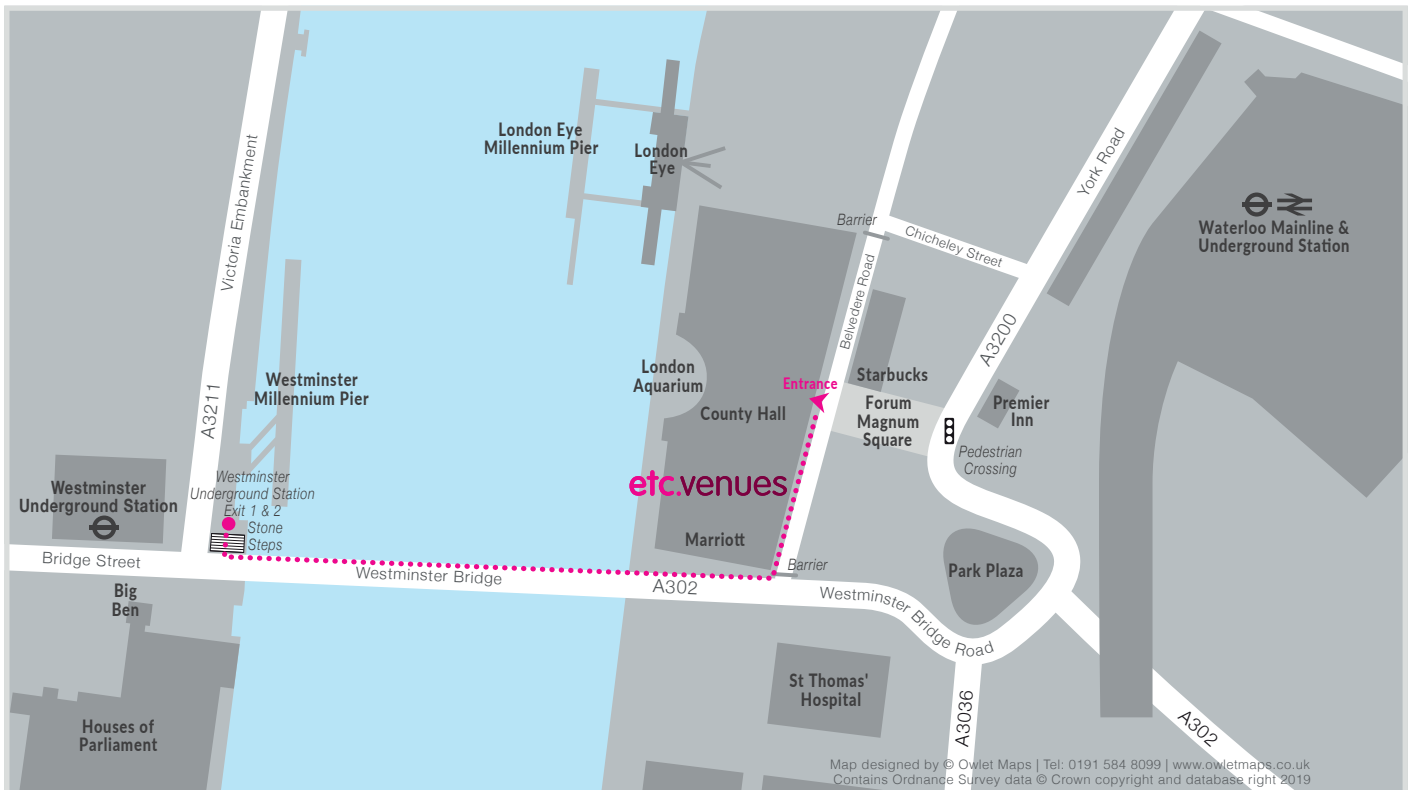 London Eye
Millennium Pier
London
Eye
Victoria Embankment
A3211
York Road
Barrier
Chicheley Street
Waterloo Mainline &
Underground Station
Belvedere Road
A3200
Westminster
Millennium Pier
London
Aquarium
Entrance
County Hall
Starbucks
Forum
Magnum
Square
Premier
Inn
Pedestrian
Crossing
Westminster
Underground Station
Westminster
Underground Station
Exit 1 & 2
Stone
Steps
etc.venues
Marriott
Bridge Street
Westminster Bridge
A302
Barrier
Westminster Bridge Road
Park Plaza
Big
Ben
St Thomas'
Hospital
Houses of
Parliament
A3036
A302
Map designed by © Owlet Maps | Tel: 0191 584 8099 | www.owletmaps.co.uk
Contains Ordnance Survey data © Crown copyright and database right 2019